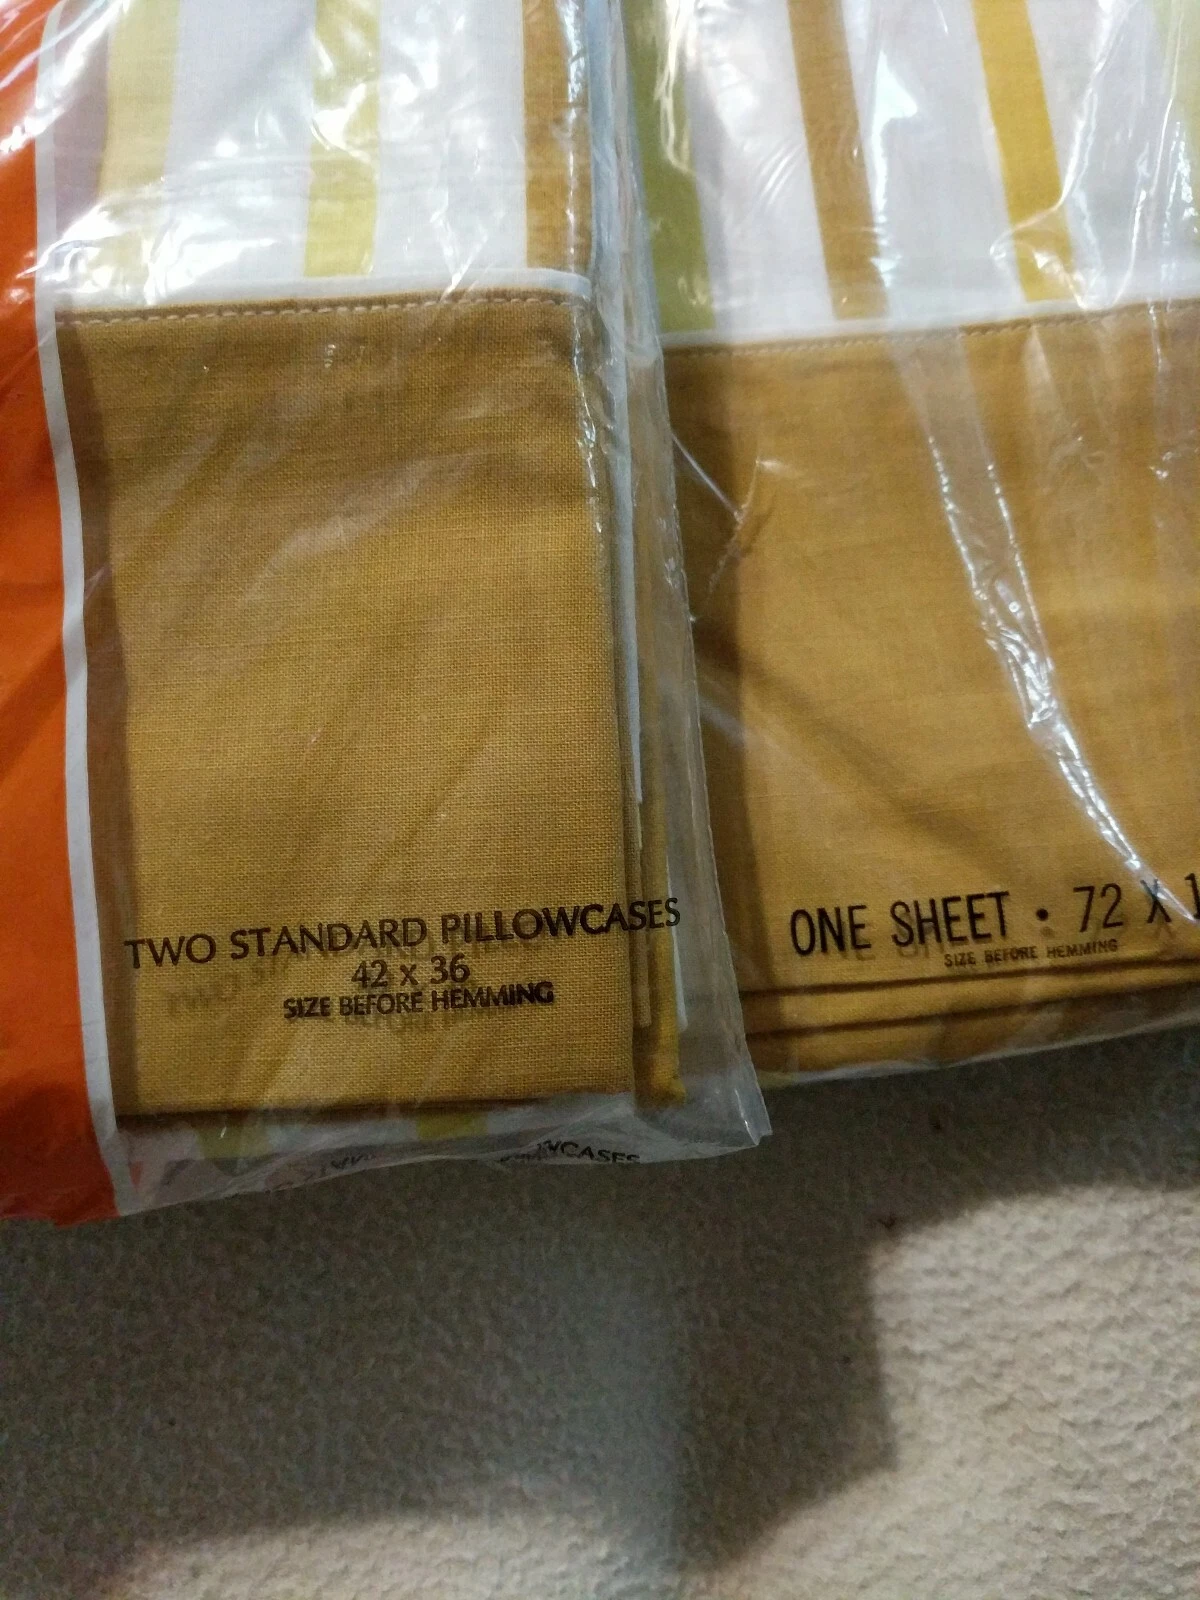 TWO STANDARD PILLOWCASES
42 x 36
SIZE BEFORE HEMMING
ONE SHEET • 72 X
SIZE BEFORE HEMMING